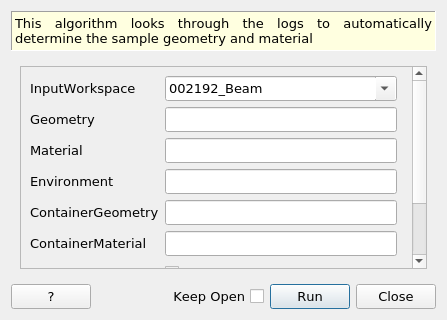 This algorithm looks through the logs to automatically
determine the sample geometry and material
InputWorkspace 002192_Beam
Geometry
Material
Environment
ContainerGeometry
ContainerMaterial
? Keep Open Run Close